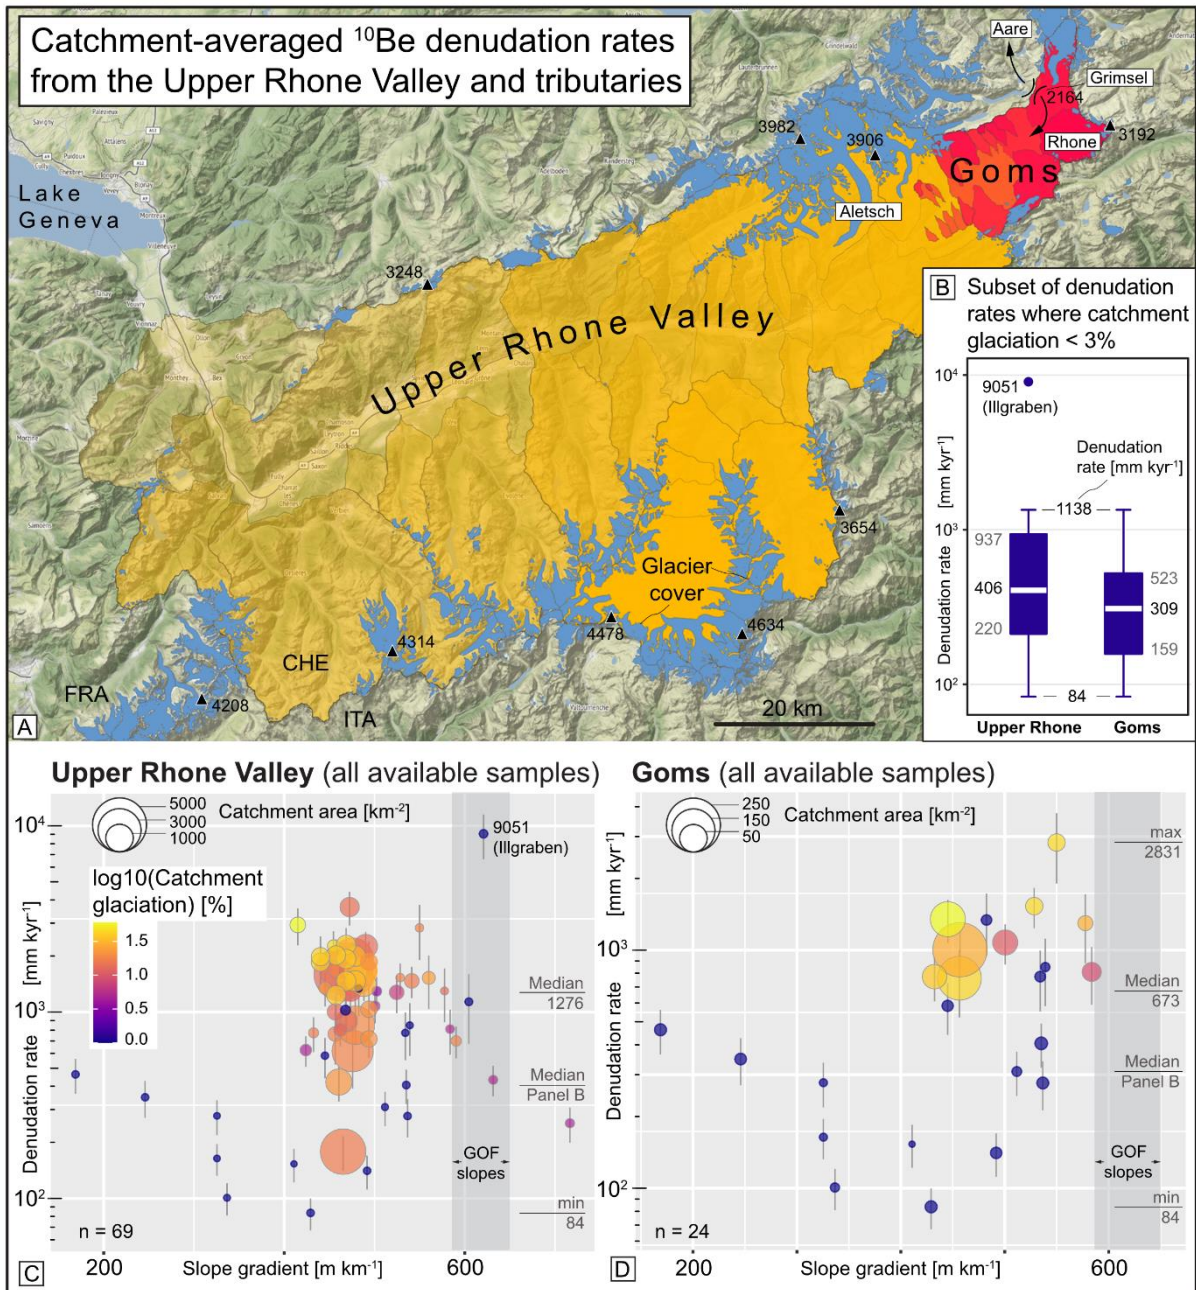 Catchment-averaged ¹⁰Be denudation rates
from the Upper Rhone Valley and tributaries
Aare
Grimsel
2164
3192
Rhone
3982
3906
Goms
Aletsch
Lake
Geneva
3248
Upper Rhone Valley
3654
Glacier
cover
4478
4634
4314
4208
CHE
FRA
ITA
20 km
A
B Subset of denudation
rates where catchment
glaciation < 3%
10⁴
9051
(Illgraben)
Denudation
rate [mm kyr⁻¹]
Denudation rate [mm kyr⁻¹]
1138
10³
937
406
220
523
309
159
10²
84
Upper Rhone Goms
Upper Rhone Valley (all available samples)
5000
3000
1000
Catchment area [km⁻²]
10⁴
9051
(Illgraben)
log10(Catchment
glaciation) [%]
1.5
1.0
0.5
0.0
Denudation rate [mm kyr⁻¹]
10³
10²
Median
1276
Median
Panel B
GOF
slopes
min
84
n = 69
C
200 Slope gradient [m km⁻¹] 600
Goms (all available samples)
250
150
50
Catchment area [km⁻²]
max
2831
Denudation rate [mm kyr⁻¹]
10³
10²
Median
673
Median
Panel B
GOF
slopes
min
84
n = 24
D
200 Slope gradient [m km⁻¹] 600